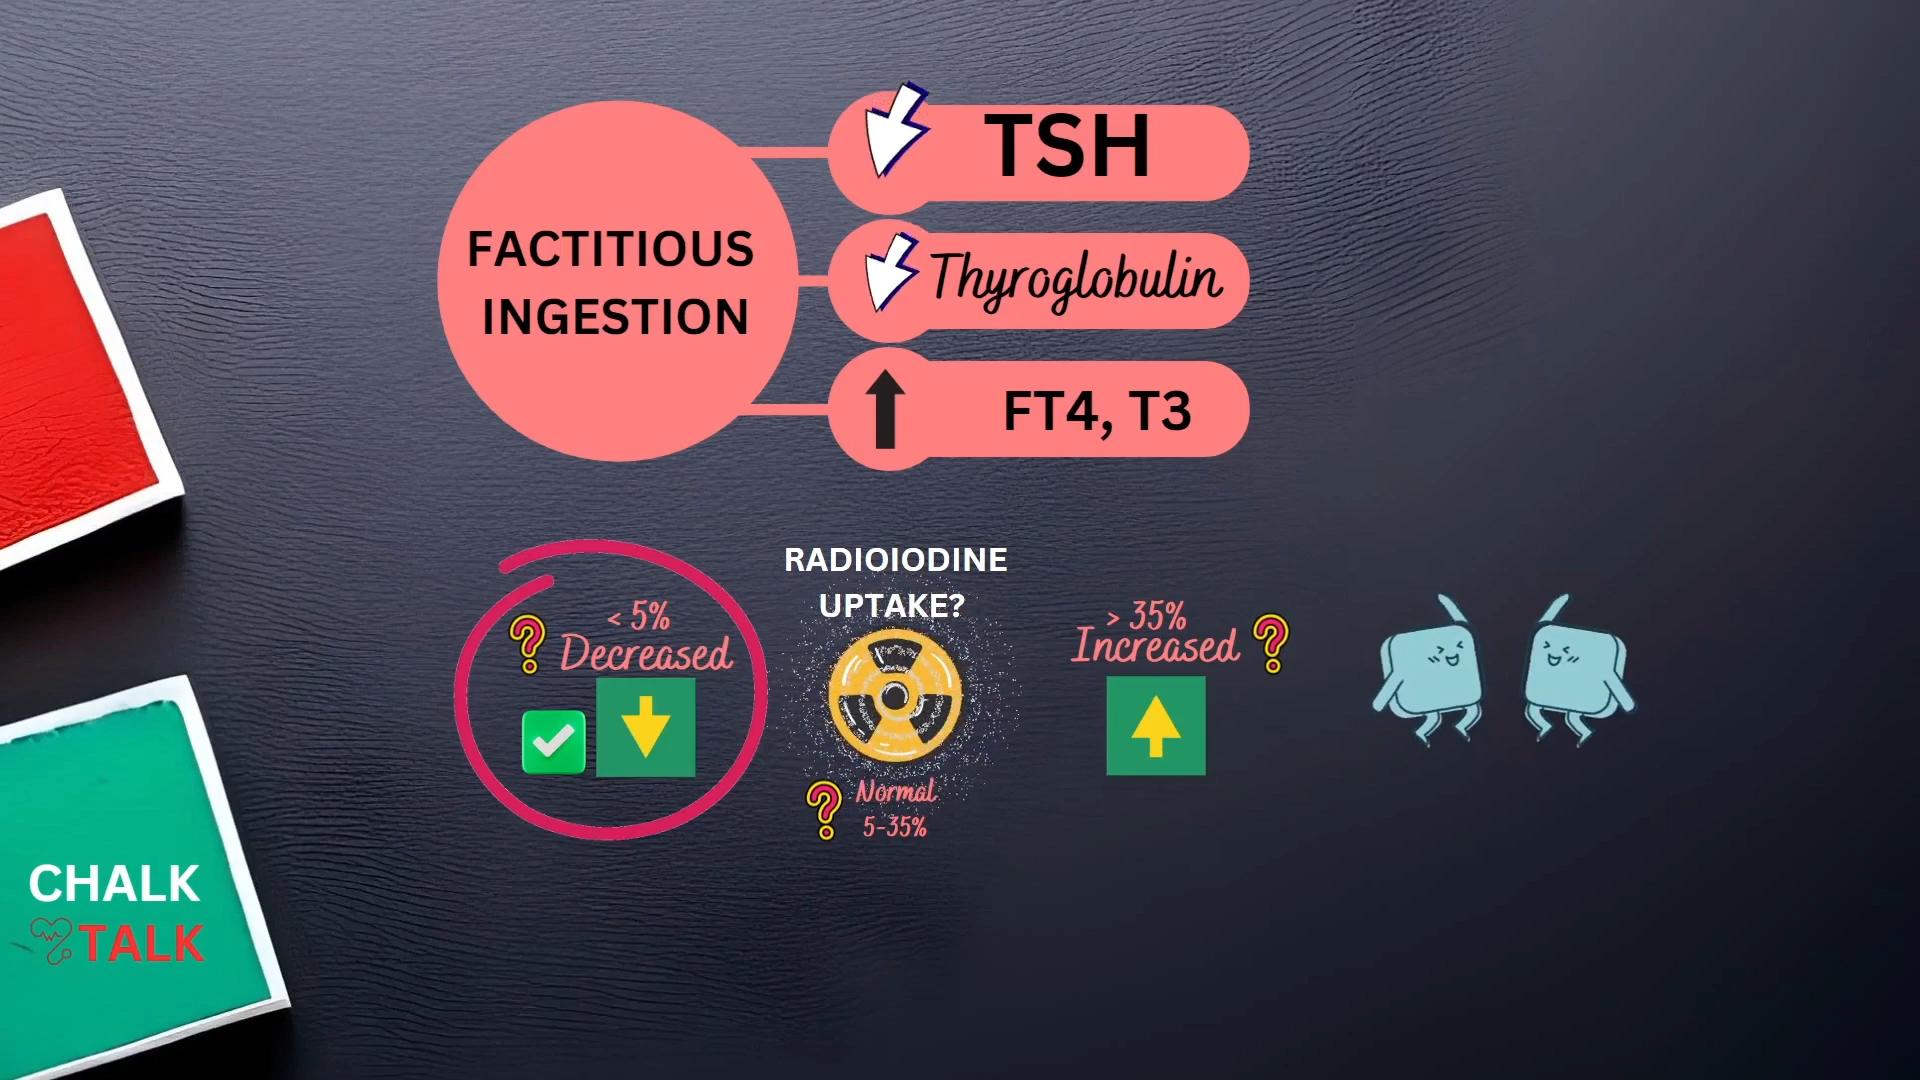 FACTITIOUS
INGESTION
TSH
Thyroglobulin
FT4, T3
RADIOIODINE
UPTAKE?
< 5%
Decreased
> 35%
Increased
Normal
5-35%
CHALK
TALK